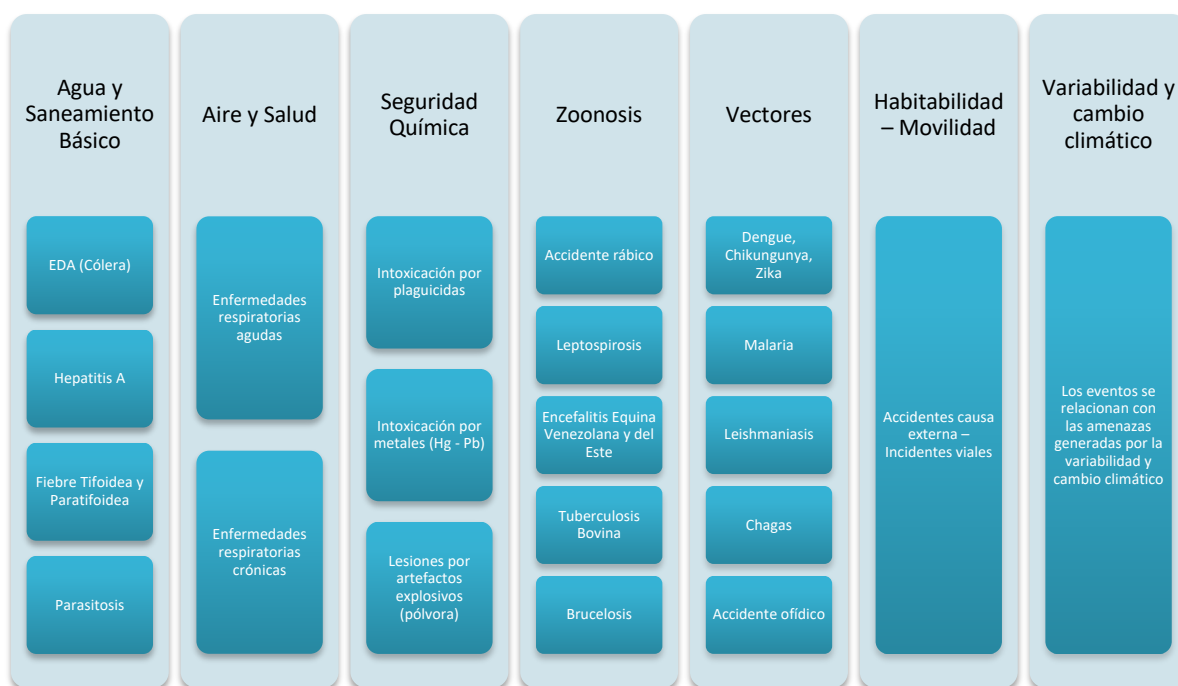 Agua y
Saneamiento
Básico
EDA (Cólera)
Hepatitis A
Fiebre Tifoidea y
Paratifoidea
Parasitosis
Aire y Salud
Enfermedades
respiratorias
agudas
Enfermedades
respiratorias
crónicas
Seguridad
Química
Intoxicación por
plaguicidas
Intoxicación por
metales (Hg - Pb)
Lesiones por
artefactos
explosivos
(pólvora)
Zoonosis
Accidente rábico
Leptospirosis
Encefalitis Equina
Venezolana y del
Este
Tuberculosis
Bovina
Brucelosis
Vectores
Dengue,
Chikungunya,
Zika
Malaria
Leishmaniasis
Chagas
Accidente ofídico
Habitabilidad
– Movilidad
Accidentes causa
externa –
Incidentes viales
Variabilidad y
cambio
climático
Los eventos se
relacionan con
las amenazas
generadas por la
variabilidad y
cambio climático